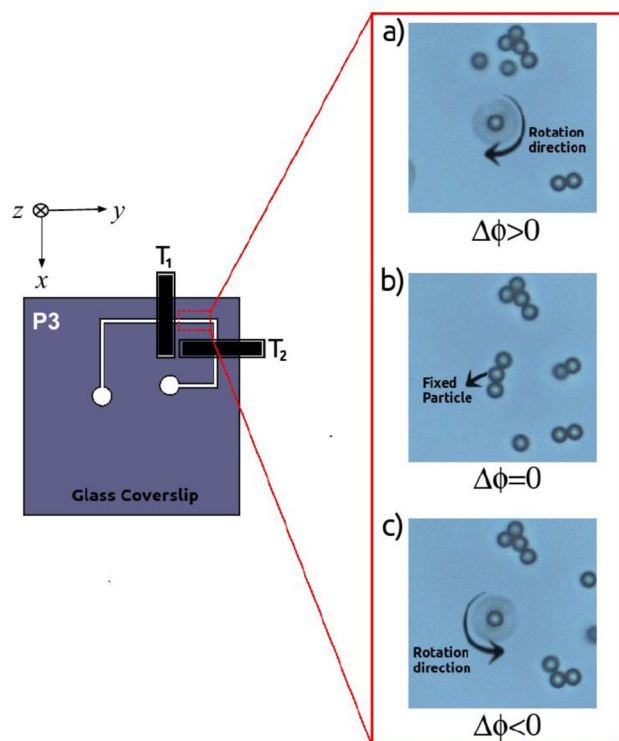 a)
Rotation
direction
Δϕ>0
z
y
x
T₁
P3
T₂
Glass Coverslip
b)
Fixed
Particle
Δϕ=0
c)
Rotation
direction
Δϕ<0